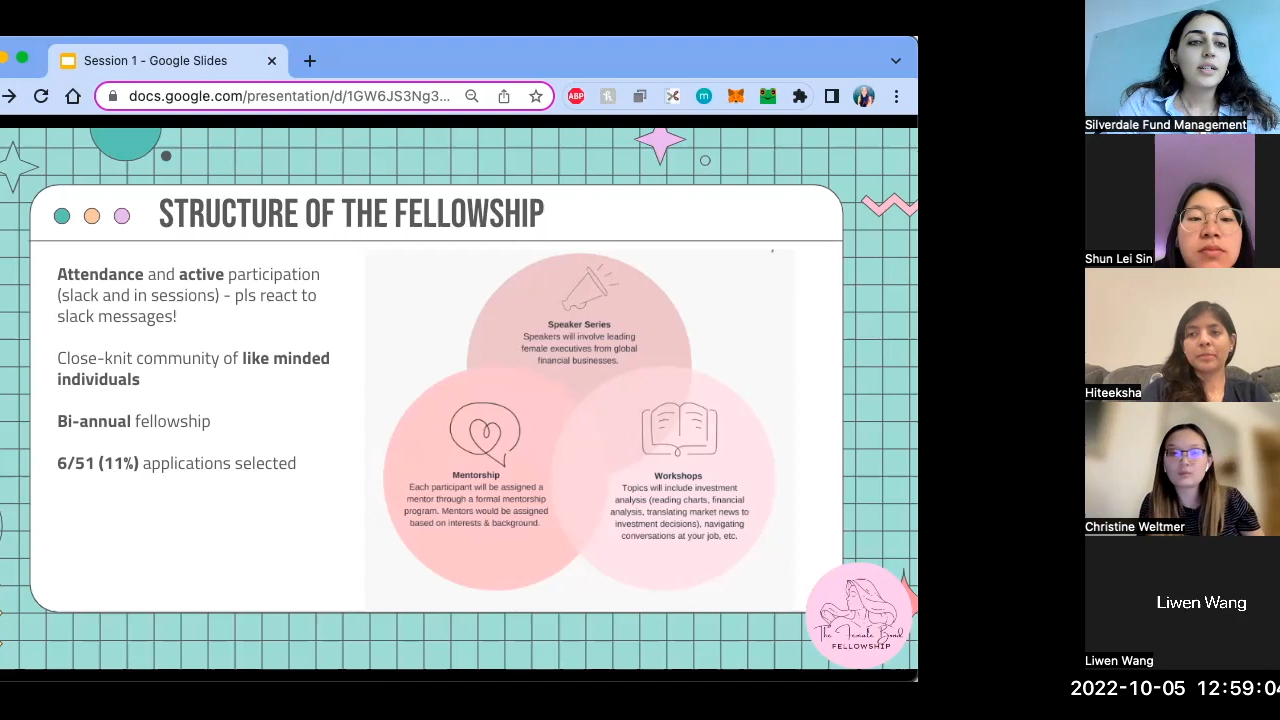 Session 1 - Google Slides
docs.google.com/presentation/d/1GW6JS3Ng3...
ABP
STRUCTURE OF THE FELLOWSHIP
Attendance and active participation
(slack and in sessions) - pls react to
slack messages!
Close-knit community of like minded
individuals
Bi-annual fellowship
6/51 (11%) applications selected
Speaker Series
Speakers will involve leading
female executives from global
financial businesses.
Mentorship
Each participant will be assigned a
mentor through a formal mentorship
program. Mentors would be assigned
based on interests & background.
Workshops
Topics will include investment
analysis (reading charts, financial
analysis, translating market news to
investment decisions), navigating
conversations at your job, etc.
The Female Bond
FELLOWSHIP
Silverdale Fund Management
Shun Lei Sin
Hiteeksha
Christine Weltmer
Liwen Wang
Liwen Wang
2022-10-05 12:59:04